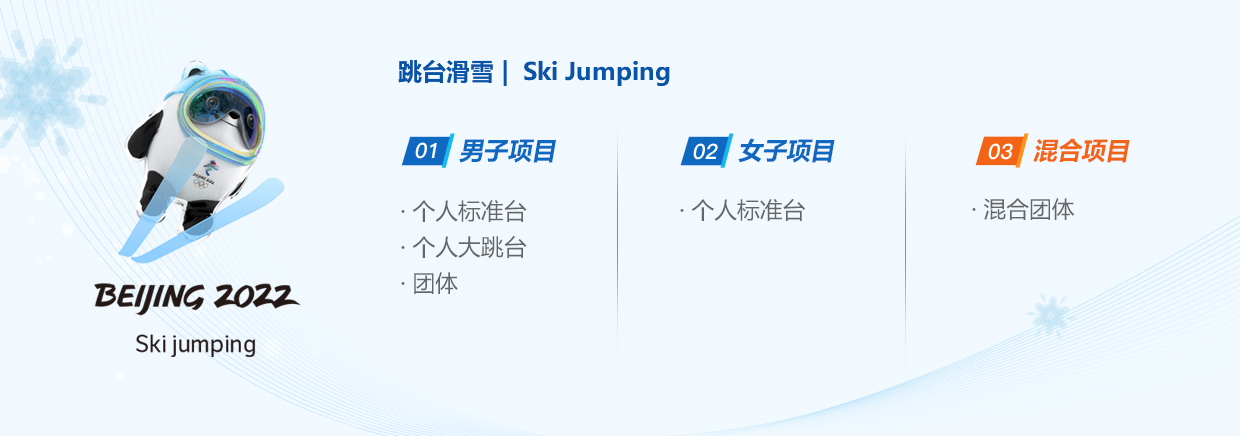 跳台滑雪 | Ski Jumping
01 男子项目
· 个人标准台
· 个人大跳台
· 团体
02 女子项目
· 个人标准台
03 混合项目
· 混合团体
BEIJING 2022
BEIJING 2022
Ski jumping